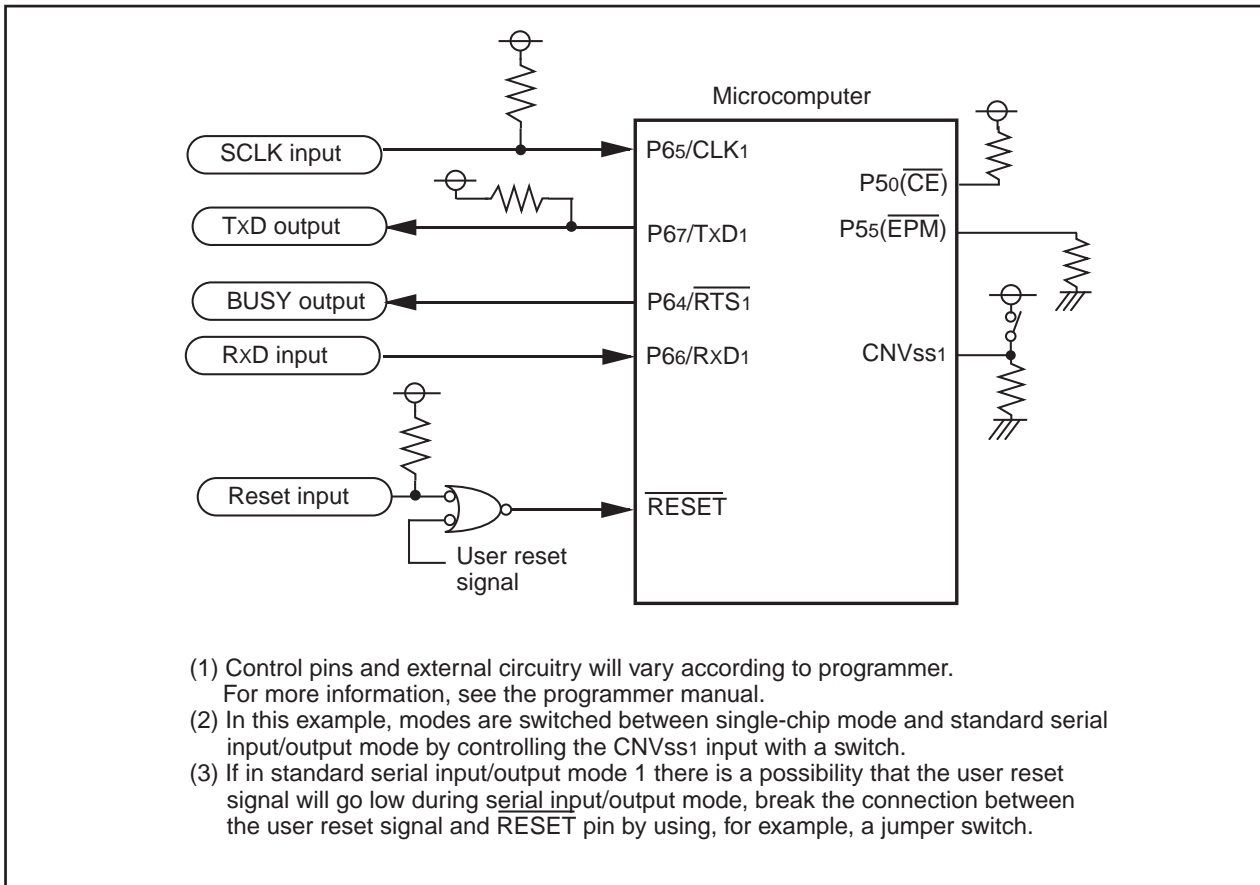 Microcomputer
SCLK input
P65/CLK1
P50(CE)
TXD output
P67/TXD1
P55(EPM)
BUSY output
P64/RTS1
RXD input
P66/RXD1
CNVss1
Reset input
RESET
User reset
signal
(1) Control pins and external circuitry will vary according to programmer.
For more information, see the programmer manual.
(2) In this example, modes are switched between single-chip mode and standard serial
input/output mode by controlling the CNVss1 input with a switch.
(3) If in standard serial input/output mode 1 there is a possibility that the user reset
signal will go low during serial input/output mode, break the connection between
the user reset signal and RESET pin by using, for example, a jumper switch.